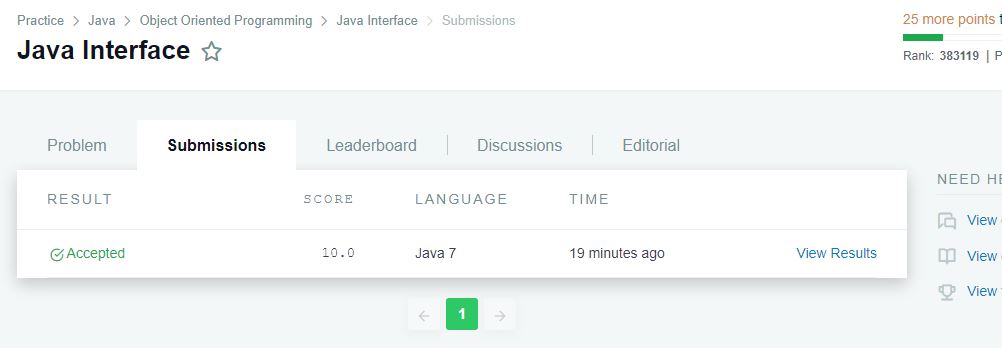 Practice > Java > Object Oriented Programming > Java Interface > Submissions
25 more points
Java Interface
Rank: 383119 | P
Problem
Submissions
Leaderboard
Discussions
Editorial
NEED HE
RESULT SCORE LANGUAGE TIME
View
Accepted 10.0 Java 7 19 minutes ago View Results
View
View
1